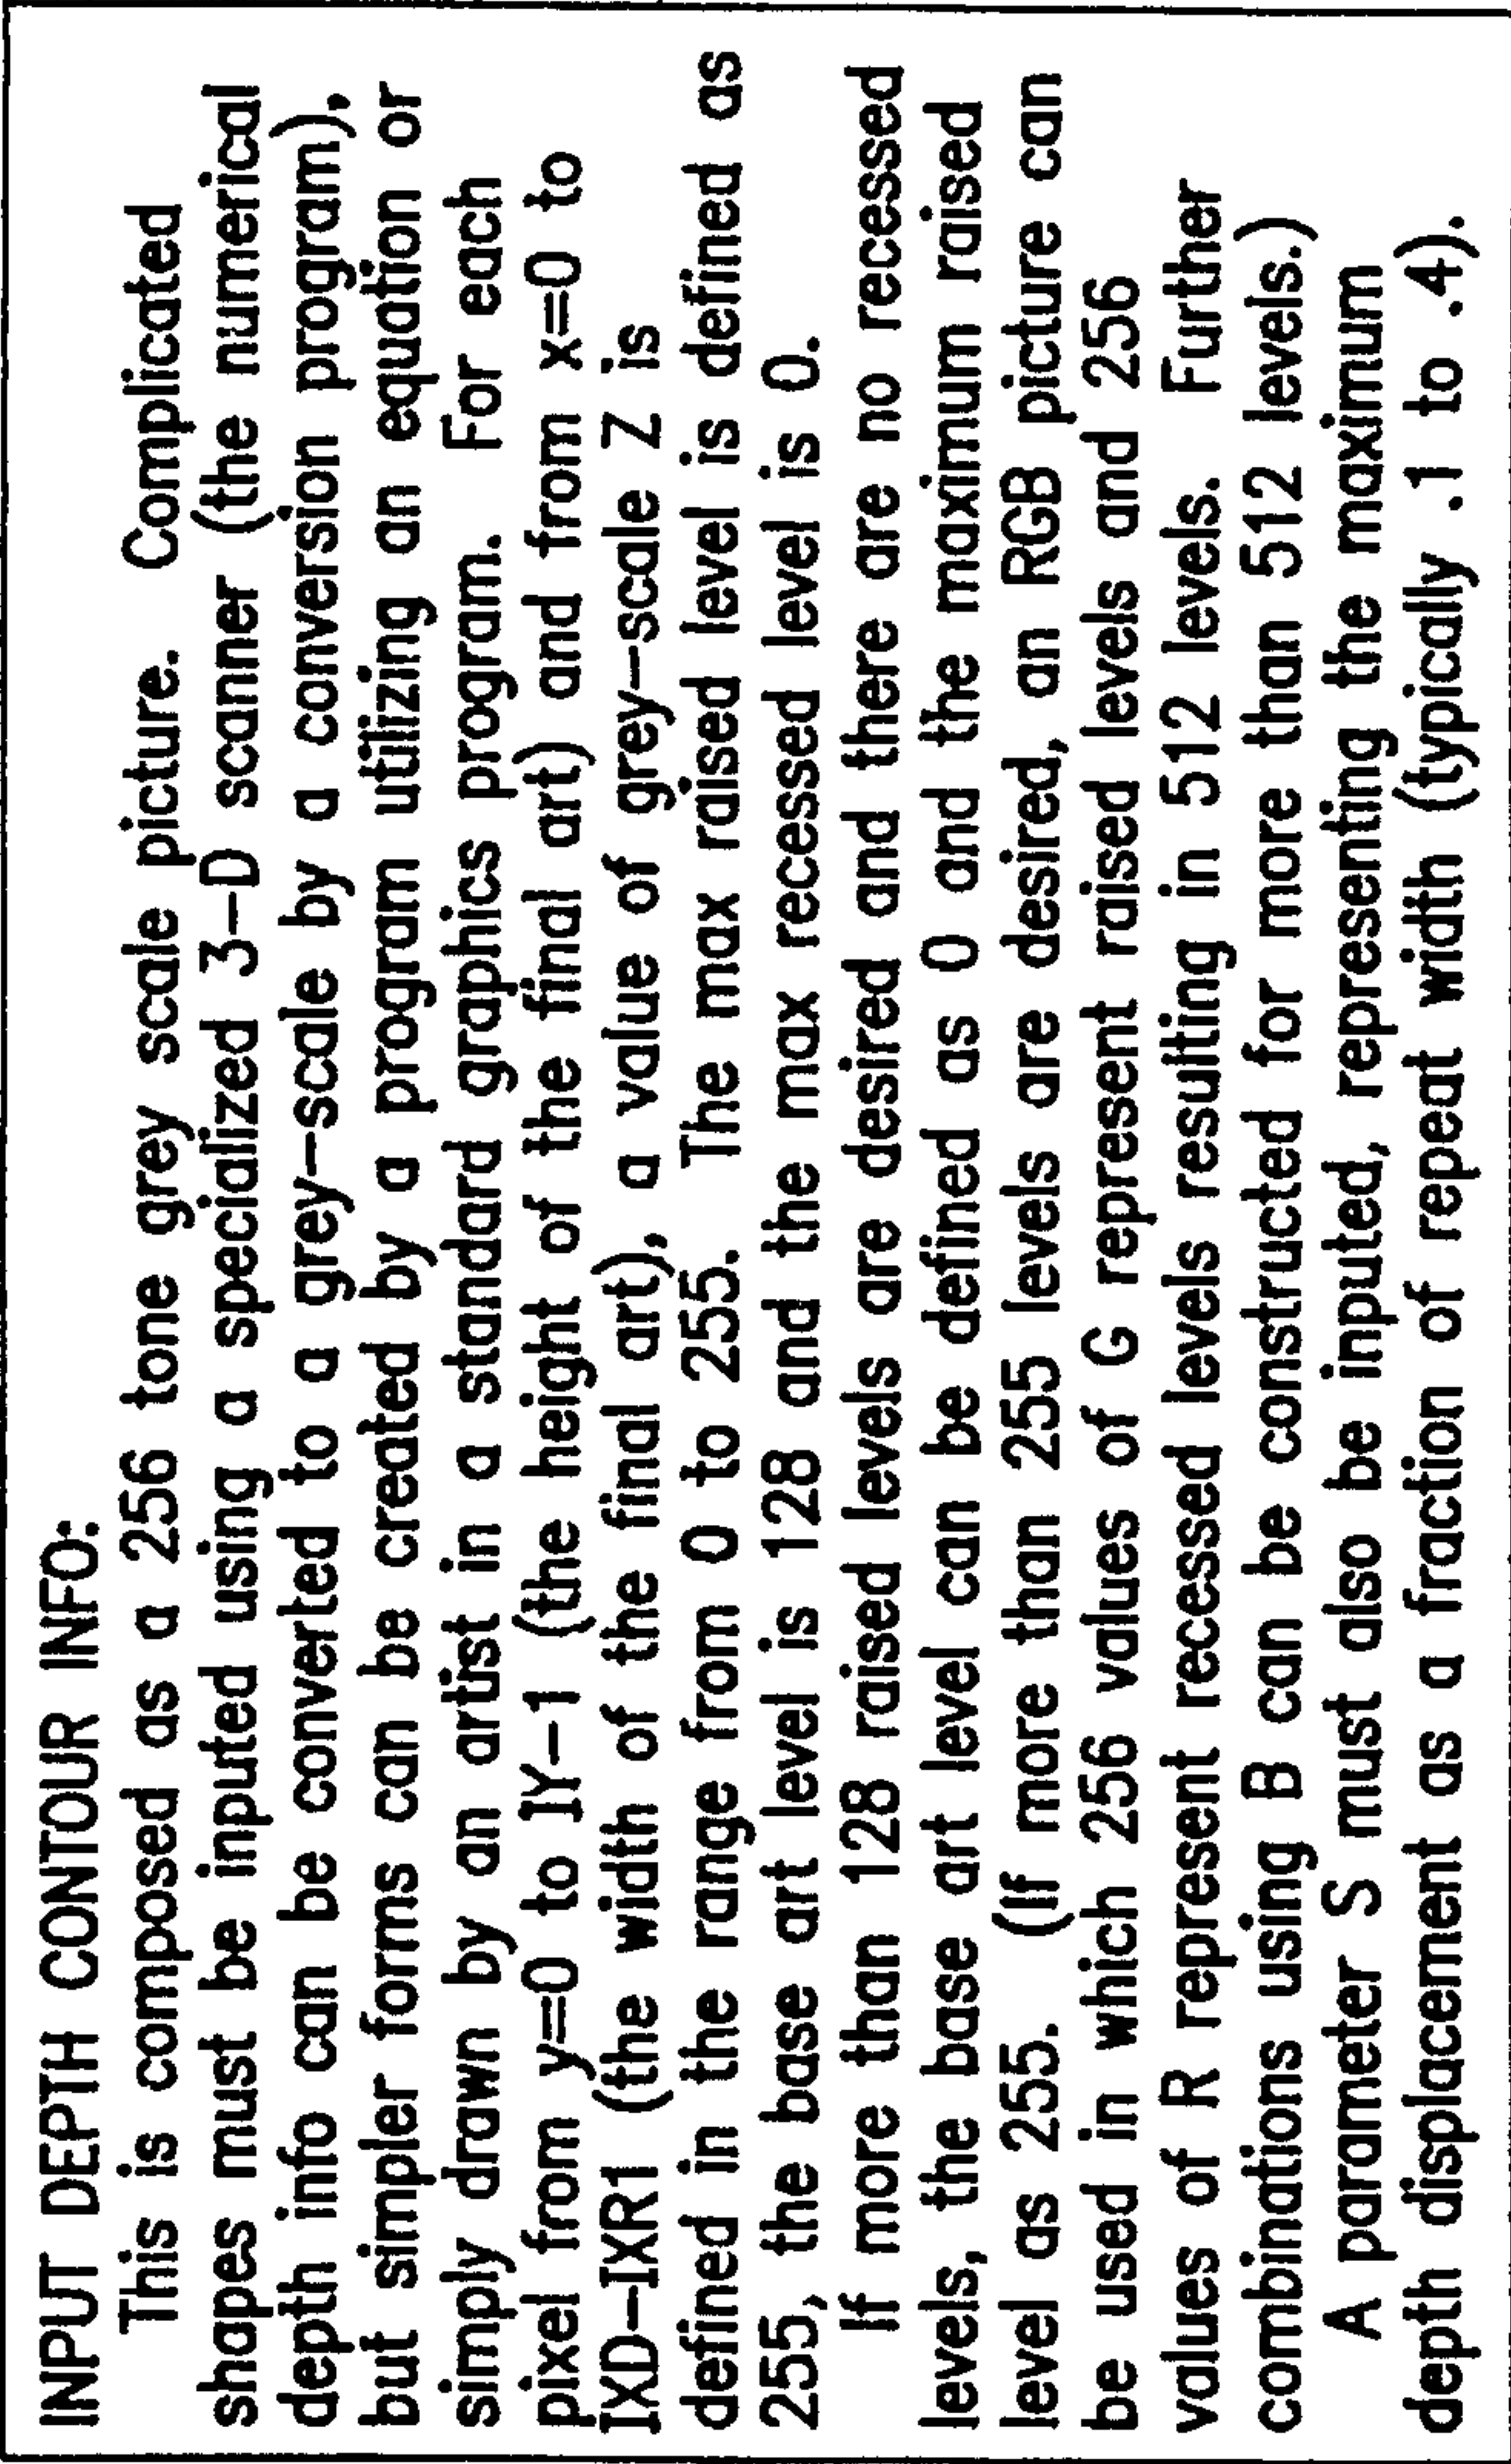 INPUT DEPTH CONTOUR INFO:
This is composed as a 256 tone grey scale picture. Complicated
shapes must be inputed using a specialized 3-D scanner (the numerical
depth info can be converted to a grey-scale by a conversion program),
but simpler forms can be created by a program utilizing an equation or
simply drawn by an artist in a standard graphics program. For each
pixel from y=0 to IY-1 (the height of the final art) and from x=0 to
IXD-IXR1 (the width of the final art), a value of grey-scale Z is
defined in the range from 0 to 255. The max raised level is defined as
255, the base art level is 128 and the max recessed level is 0.
If more than 128 raised levels are desired and there are no recessed
levels, the base art level can be defined as 0 and the maximum raised
level as 255. (If more than 255 levels are desired, an RGB picture can
be used in which 256 values of G represent raised levels and 256
values of R represent recessed levels resulting in 512 levels. Further
combinations using B can be constructed for more than 512 levels.)
A parameter S must also be inputed, representing the maximum
depth displacement as a fraction of repeat width (typically .1 to .4).